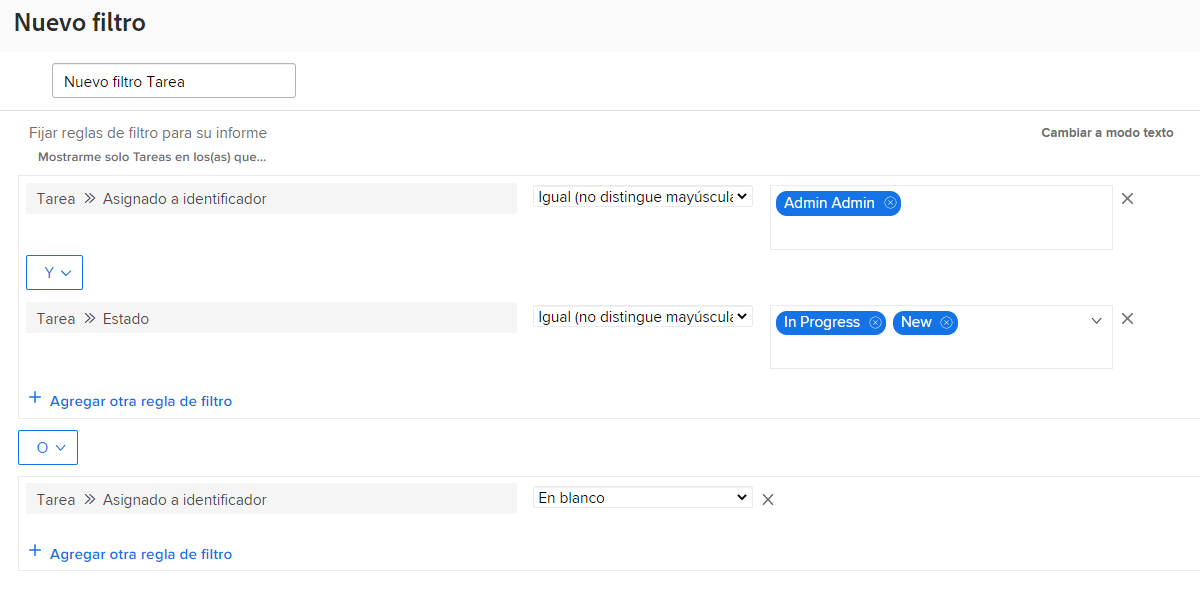 Nuevo filtro
Nuevo filtro Tarea
Fijar reglas de filtro para su informe
Cambiar a modo texto
Mostrarme solo Tareas en los(as) que...
Tarea » Asignado a identificador Igual (no distingue mayúscula Admin Admin
Y
Tarea » Estado Igual (no distingue mayúscula In Progress New
+ Agregar otra regla de filtro
O
Tarea » Asignado a identificador En blanco
+ Agregar otra regla de filtro